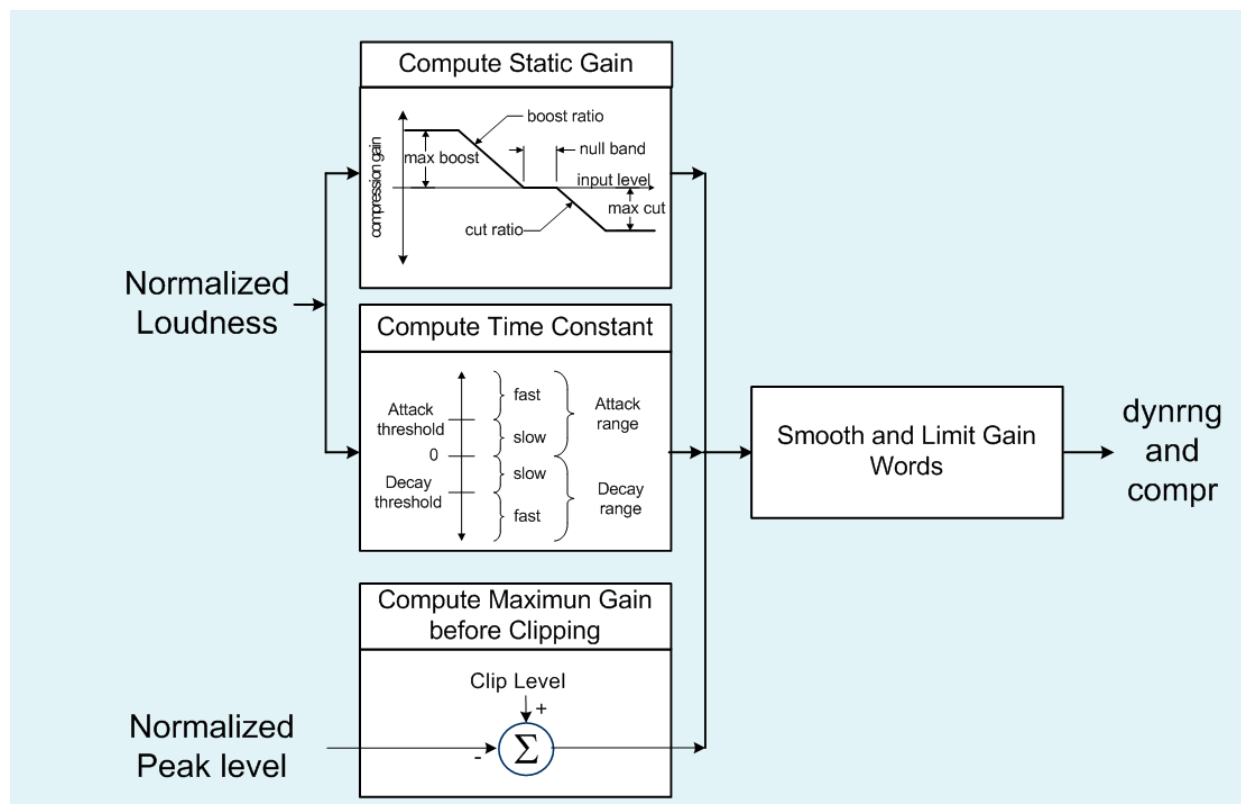 Compute Static Gain
compression gain
boost ratio
max boost
null band
input level
max cut
cut ratio
Normalized
Loudness
Compute Time Constant
Attack
threshold
0
Decay
threshold
fast
slow
slow
fast
Attack
range
Decay
range
Smooth and Limit Gain
Words
dynrng
and
compr
Compute Maximun Gain
before Clipping
Clip Level
+
-
Σ
Normalized
Peak level